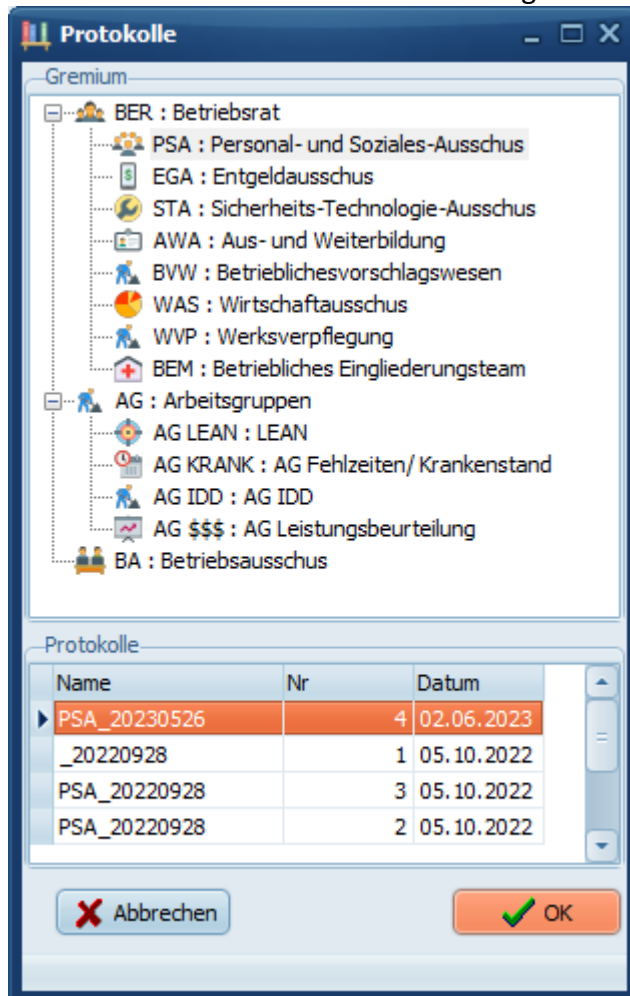 Protokolle
Gremium
BER : Betriebsrat
PSA : Personal- und Soziales-Ausschus
EGA : Entgeldausschus
STA : Sicherheits-Technologie-Ausschus
AWA : Aus- und Weiterbildung
BVW : Betrieblichesvorschlagswesen
WAS : Wirtschaftausschus
WVP : Werksverpflegung
BEM : Betriebliches Eingliederungsteam
AG : Arbeitsgruppen
AG LEAN : LEAN
AG KRANK : AG Fehlzeiten/ Krankenstand
AG IDD : AG IDD
AG $$$ : AG Leistungsbeurteilung
BA : Betriebsausschus
Protokolle
Name Nr Datum
PSA_20230526 4 02.06.2023
_20220928 1 05.10.2022
PSA_20220928 3 05.10.2022
PSA_20220928 2 05.10.2022
Abbrechen OK